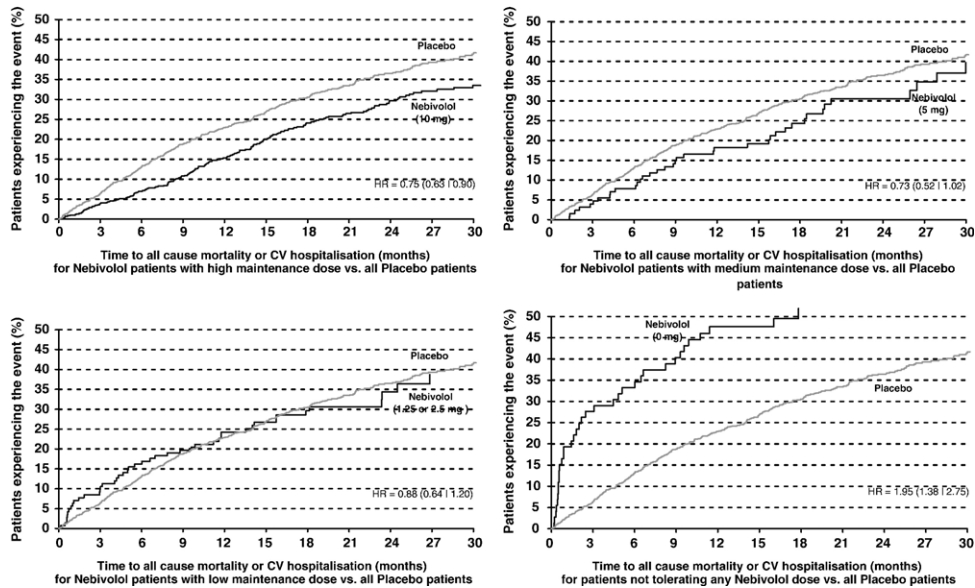 Patients experiencing the event (%)
50
45
40
35
30
25
20
15
10
5
0
Placebo
Nebivolol
(10 mg)
HR = 0.75 (0.63 | 0.90)
0 3 6 9 12 15 18 21 24 27 30
Time to all cause mortality or CV hospitalisation (months)
for Nebivolol patients with high maintenance dose vs. all Placebo patients
Patients experiencing the event (%)
50
45
40
35
30
25
20
15
10
5
0
Placebo
Nebivolol
(5 mg)
HR = 0.73 (0.52 | 1.02)
0 3 6 9 12 15 18 21 24 27 30
Time to all cause mortality or CV hospitalisation (months)
for Nebivolol patients with medium maintenance dose vs. all Placebo
patients
Patients experiencing the event (%)
50
45
40
35
30
25
20
15
10
5
0
Placebo
Nebivolol
(1.25 or 2.5 mg )
HR = 0.88 (0.64 | 1.20)
0 3 6 9 12 15 18 21 24 27 30
Time to all cause mortality or CV hospitalisation (months)
for Nebivolol patients with low maintenance dose vs. all Placebo patients
Patients experiencing the event (%)
50
45
40
35
30
25
20
15
10
5
0
Nebivolol
(0 mg)
Placebo
HR = 1.95 (1.38 | 2.75)
0 3 6 9 12 15 18 21 24 27 30
Time to all cause mortality or CV hospitalisation (months)
for patients not tolerating any Nebivolol dose vs. all Placebo patients